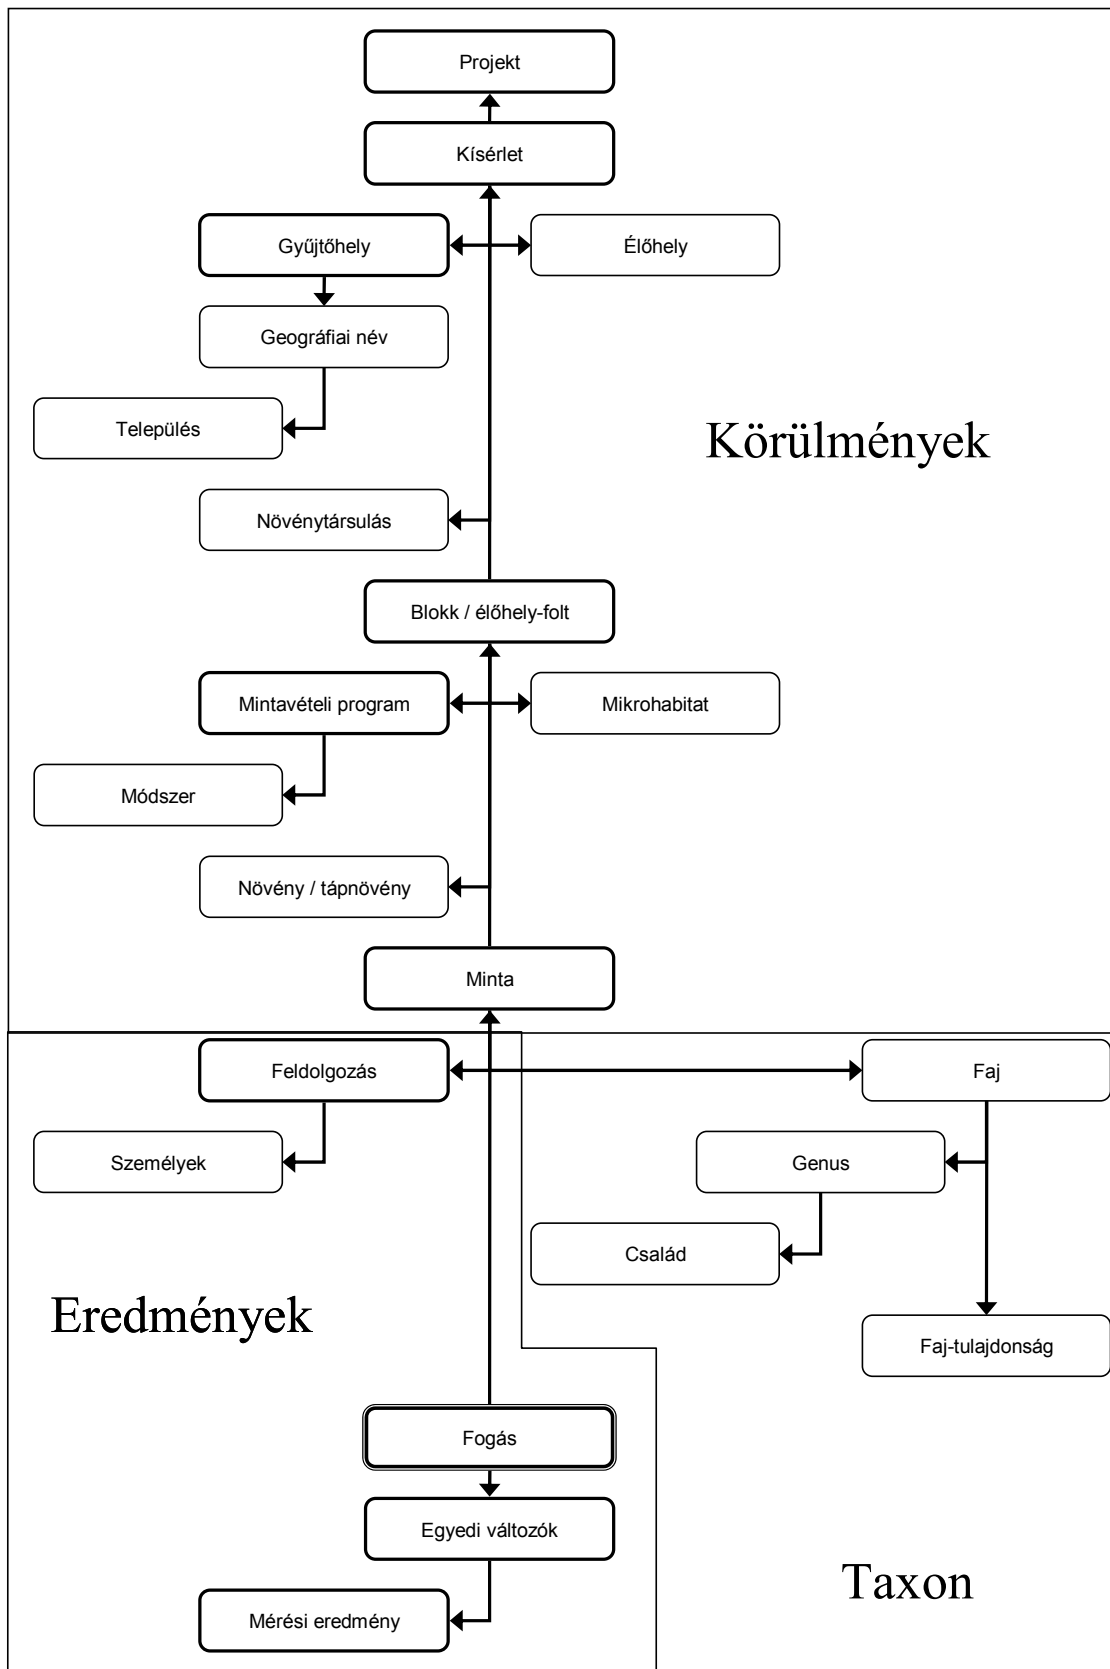 Projekt
Kísérlet
Gyűjtőhely
Élőhely
Geográfiai név
Település
Körülmények
Növénytársulás
Blokk / élőhely-folt
Mintavételi program
Mikrohabitat
Módszer
Növény / tápnövény
Minta
Feldolgozás
Faj
Személyek
Genus
Család
Eredmények
Faj-tulajdonság
Fogás
Egyedi változók
Taxon
Mérési eredmény